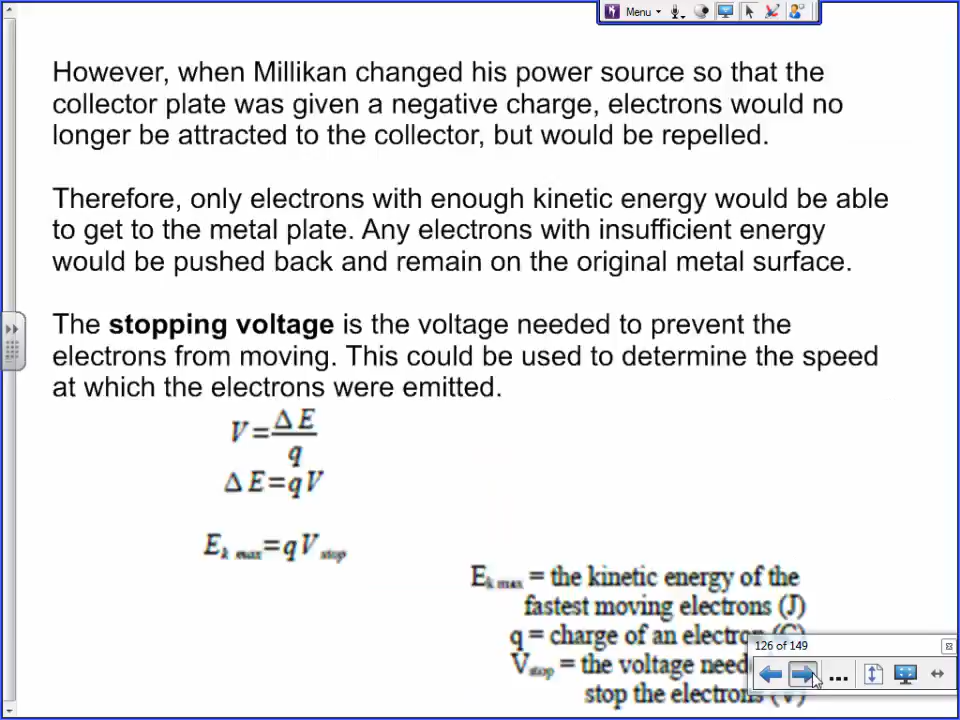 Menu
However, when Millikan changed his power source so that the
collector plate was given a negative charge, electrons would no
longer be attracted to the collector, but would be repelled.
Therefore, only electrons with enough kinetic energy would be able
to get to the metal plate. Any electrons with insufficient energy
would be pushed back and remain on the original metal surface.
The stopping voltage is the voltage needed to prevent the
electrons from moving. This could be used to determine the speed
at which the electrons were emitted.
V = ΔE/q
ΔE=qV
E k max = q V stop
E k max = the kinetic energy of the
fastest moving electrons (J)
q = charge of an electron (C)
V stop = the voltage
stop the electrons (V)
126 of 149